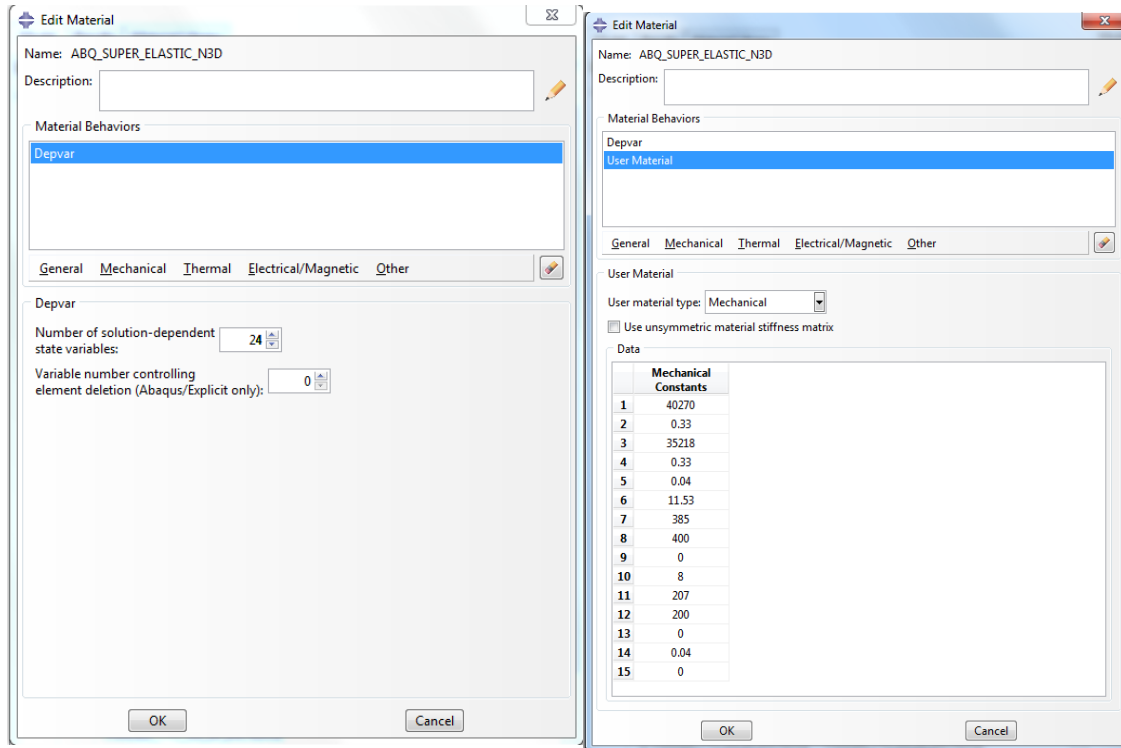 Edit Material
Name: ABQ_SUPER_ELASTIC_N3D
Description:
Material Behaviors
Depvar
General Mechanical Thermal Electrical/Magnetic Other
Depvar
Number of solution-dependent
state variables:
24
Variable number controlling
element deletion (Abaqus/Explicit only):
0
OK Cancel
Edit Material
Name: ABQ_SUPER_ELASTIC_N3D
Description:
Material Behaviors
Depvar
User Material
General Mechanical Thermal Electrical/Magnetic Other
User Material
User material type: Mechanical
Use unsymmetric material stiffness matrix
Data
Mechanical
Constants
1 40270
2 0.33
3 35218
4 0.33
5 0.04
6 11.53
7 385
8 400
9 0
10 8
11 207
12 200
13 0
14 0.04
15 0
OK Cancel